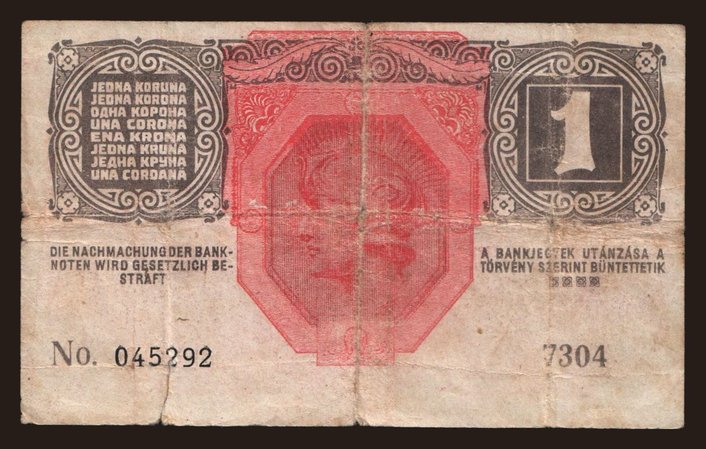 JEDNA KORUNA
JEDNA KORONA
ОДНА КОРОНА
UNA CORONA
ENA KRONA
JEDNA KRUNA
ЈЕДНА КРУНА
UNA COROANA
1
DIE NACHMACHUNG DER BANK-
NOTEN WIRD GESETZLICH BE-
STRAFT
A BANKJEGYEK UTÁNZÁSA A
TÖRVÉNY SZERINT BÜNTETTETIK
No. 045292
7304